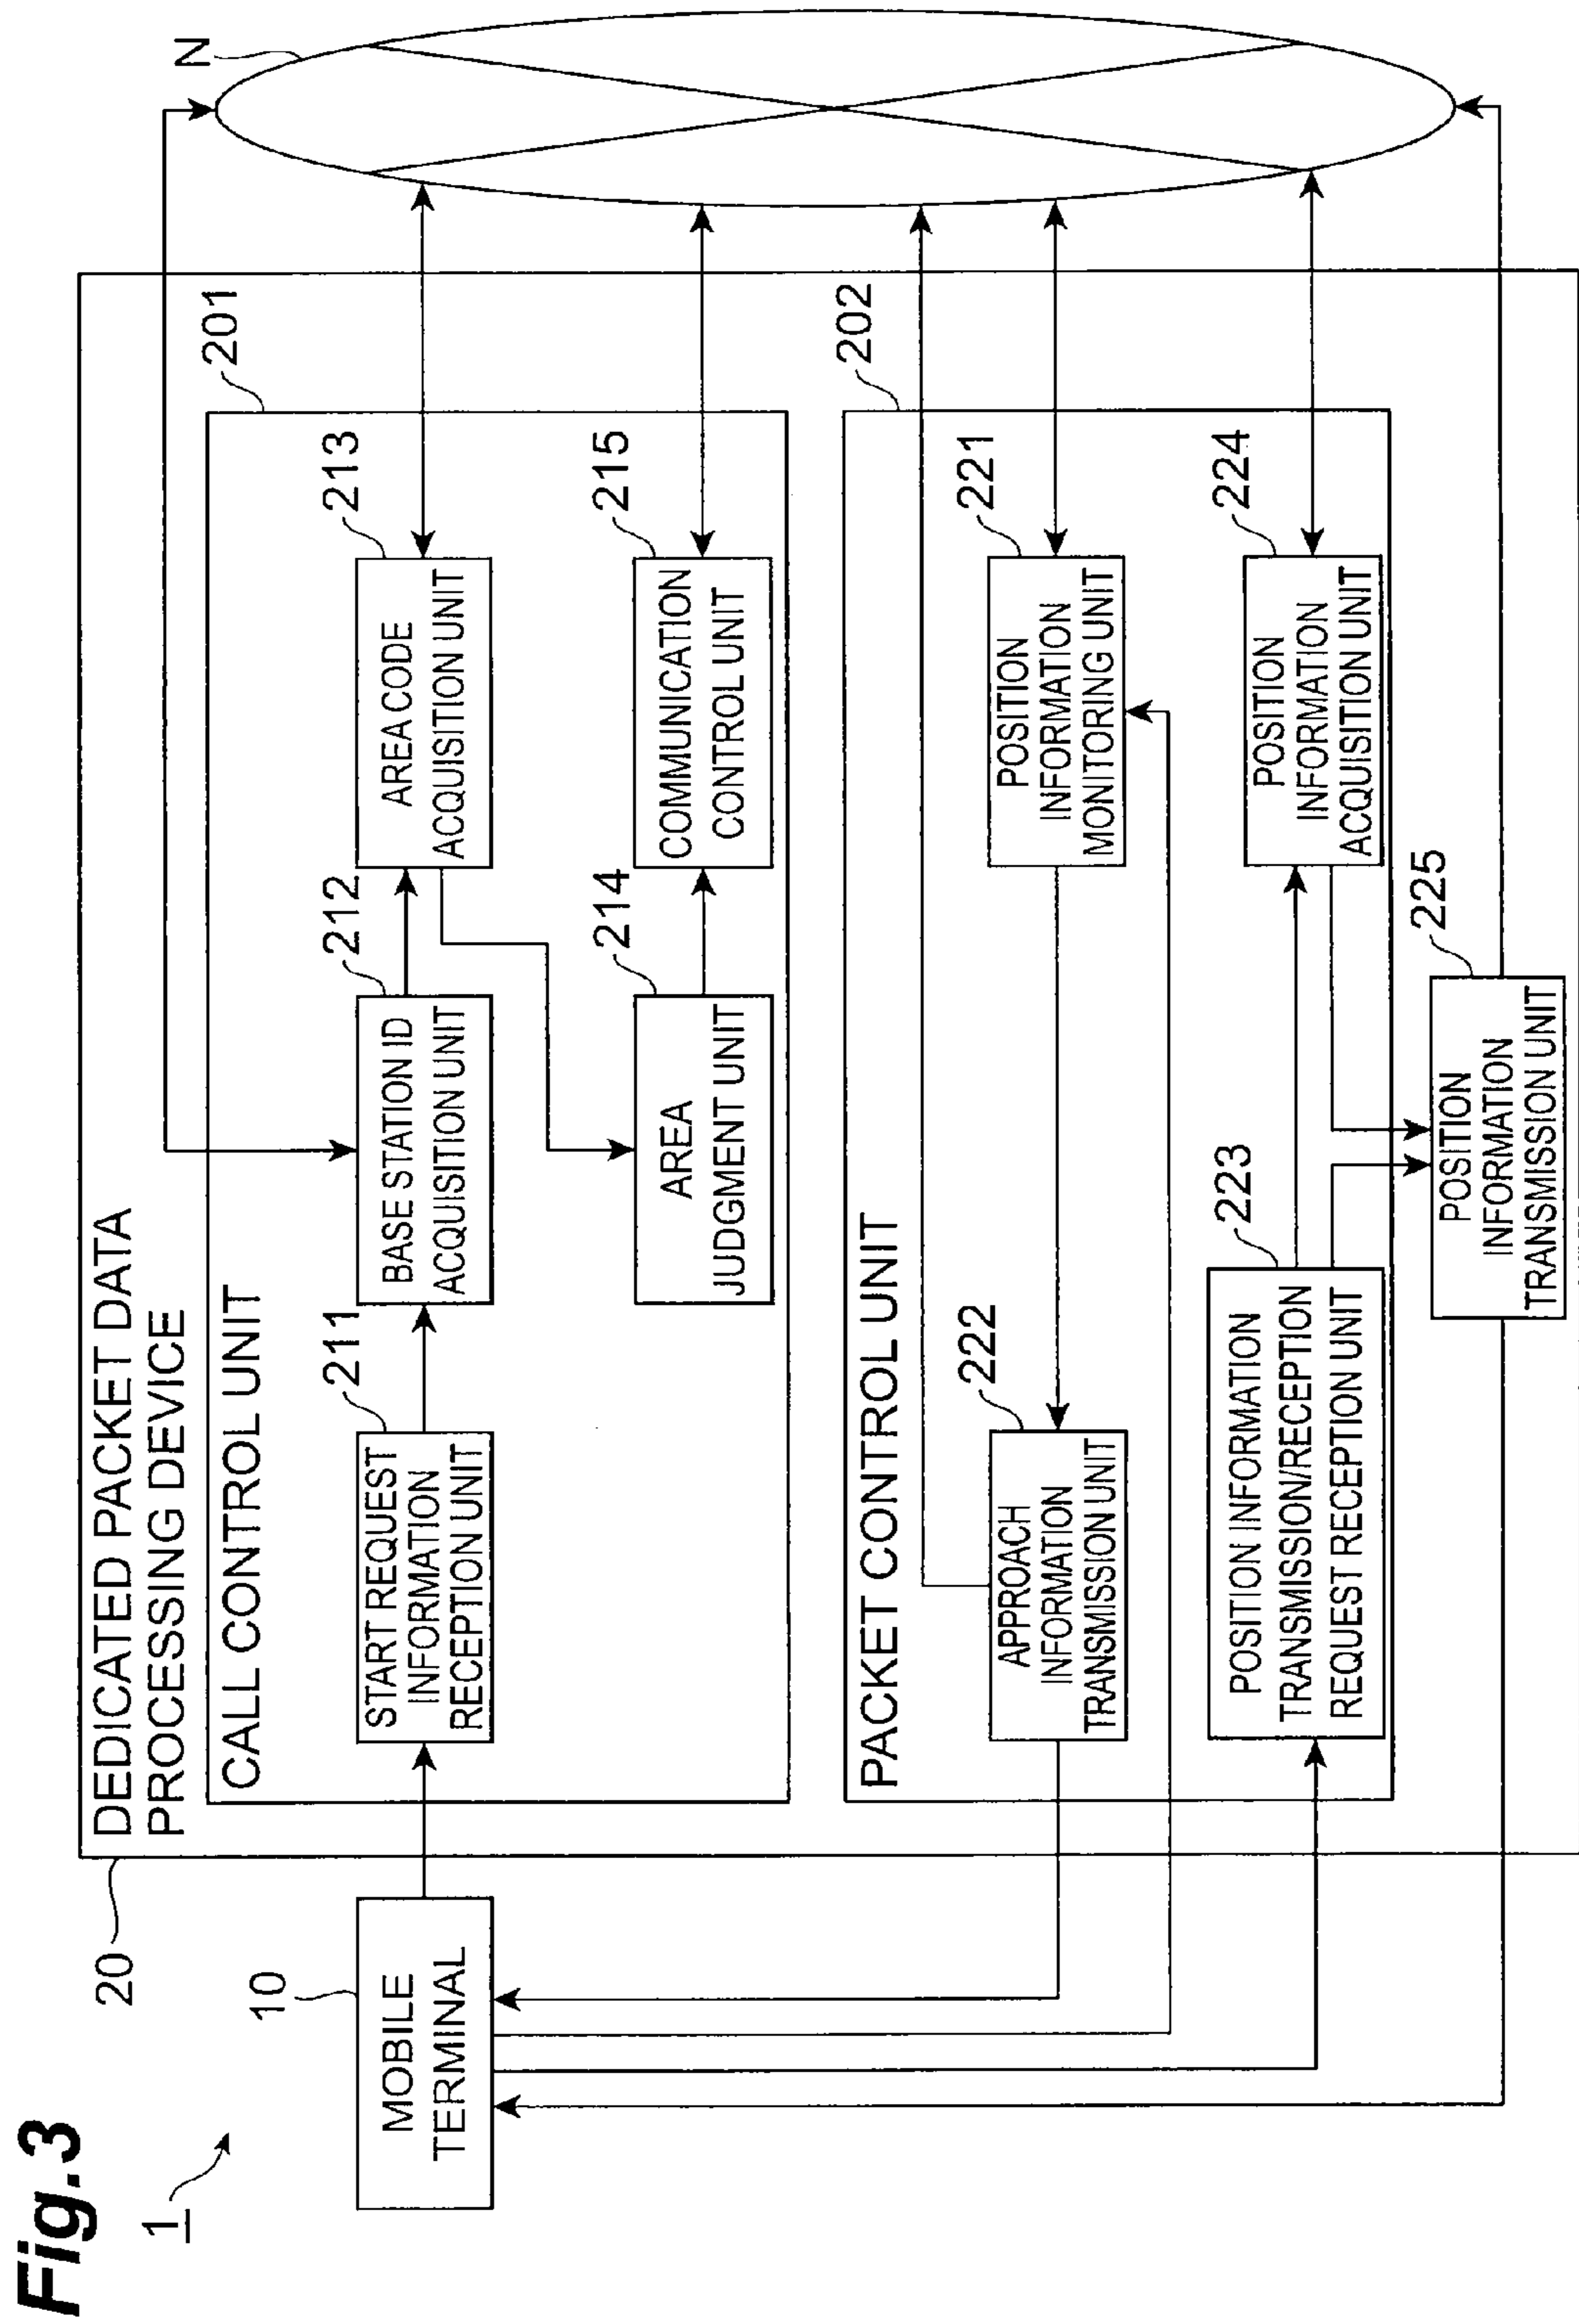 Fig.3
1
20
DEDICATED PACKET DATA
PROCESSING DEVICE
N
201
CALL CONTROL UNIT
10
MOBILE
TERMINAL
211
START REQUEST
INFORMATION
RECEPTION UNIT
212
BASE STATION ID
ACQUISITION UNIT
213
AREA CODE
ACQUISITION UNIT
214
AREA
JUDGMENT UNIT
215
COMMUNICATION
CONTROL UNIT
202
PACKET CONTROL UNIT
222
APPROACH
INFORMATION
TRANSMISSION UNIT
221
POSITION
INFORMATION
MONITORING UNIT
223
POSITION INFORMATION
TRANSMISSION/RECEPTION
REQUEST RECEPTION UNIT
224
POSITION
INFORMATION
ACQUISITION UNIT
225
POSITION
INFORMATION
TRANSMISSION UNIT